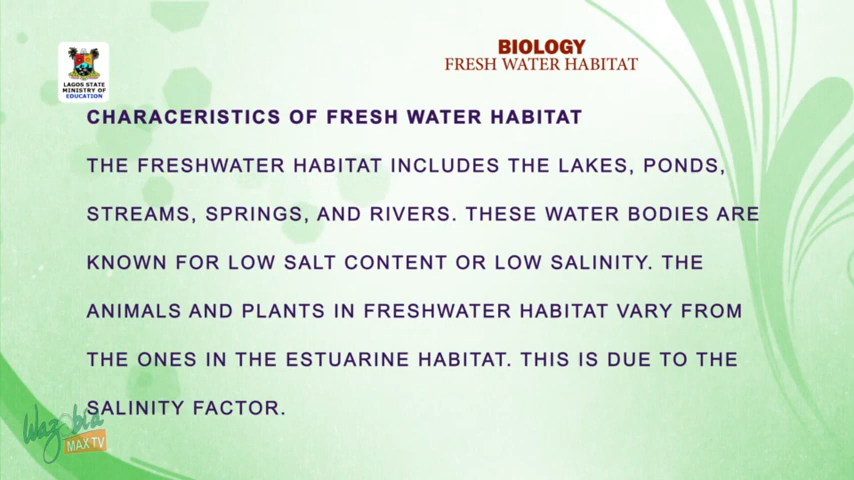 BIOLOGY
FRESH WATER HABITAT
LAGOS STATE
MINISTRY OF
EDUCATION
CHARACERISTICS OF FRESH WATER HABITAT
THE FRESHWATER HABITAT INCLUDES THE LAKES, PONDS,
STREAMS, SPRINGS, AND RIVERS. THESE WATER BODIES ARE
KNOWN FOR LOW SALT CONTENT OR LOW SALINITY. THE
ANIMALS AND PLANTS IN FRESHWATER HABITAT VARY FROM
THE ONES IN THE ESTUARINE HABITAT. THIS IS DUE TO THE
SALINITY FACTOR.
Wazobia
MAX TV